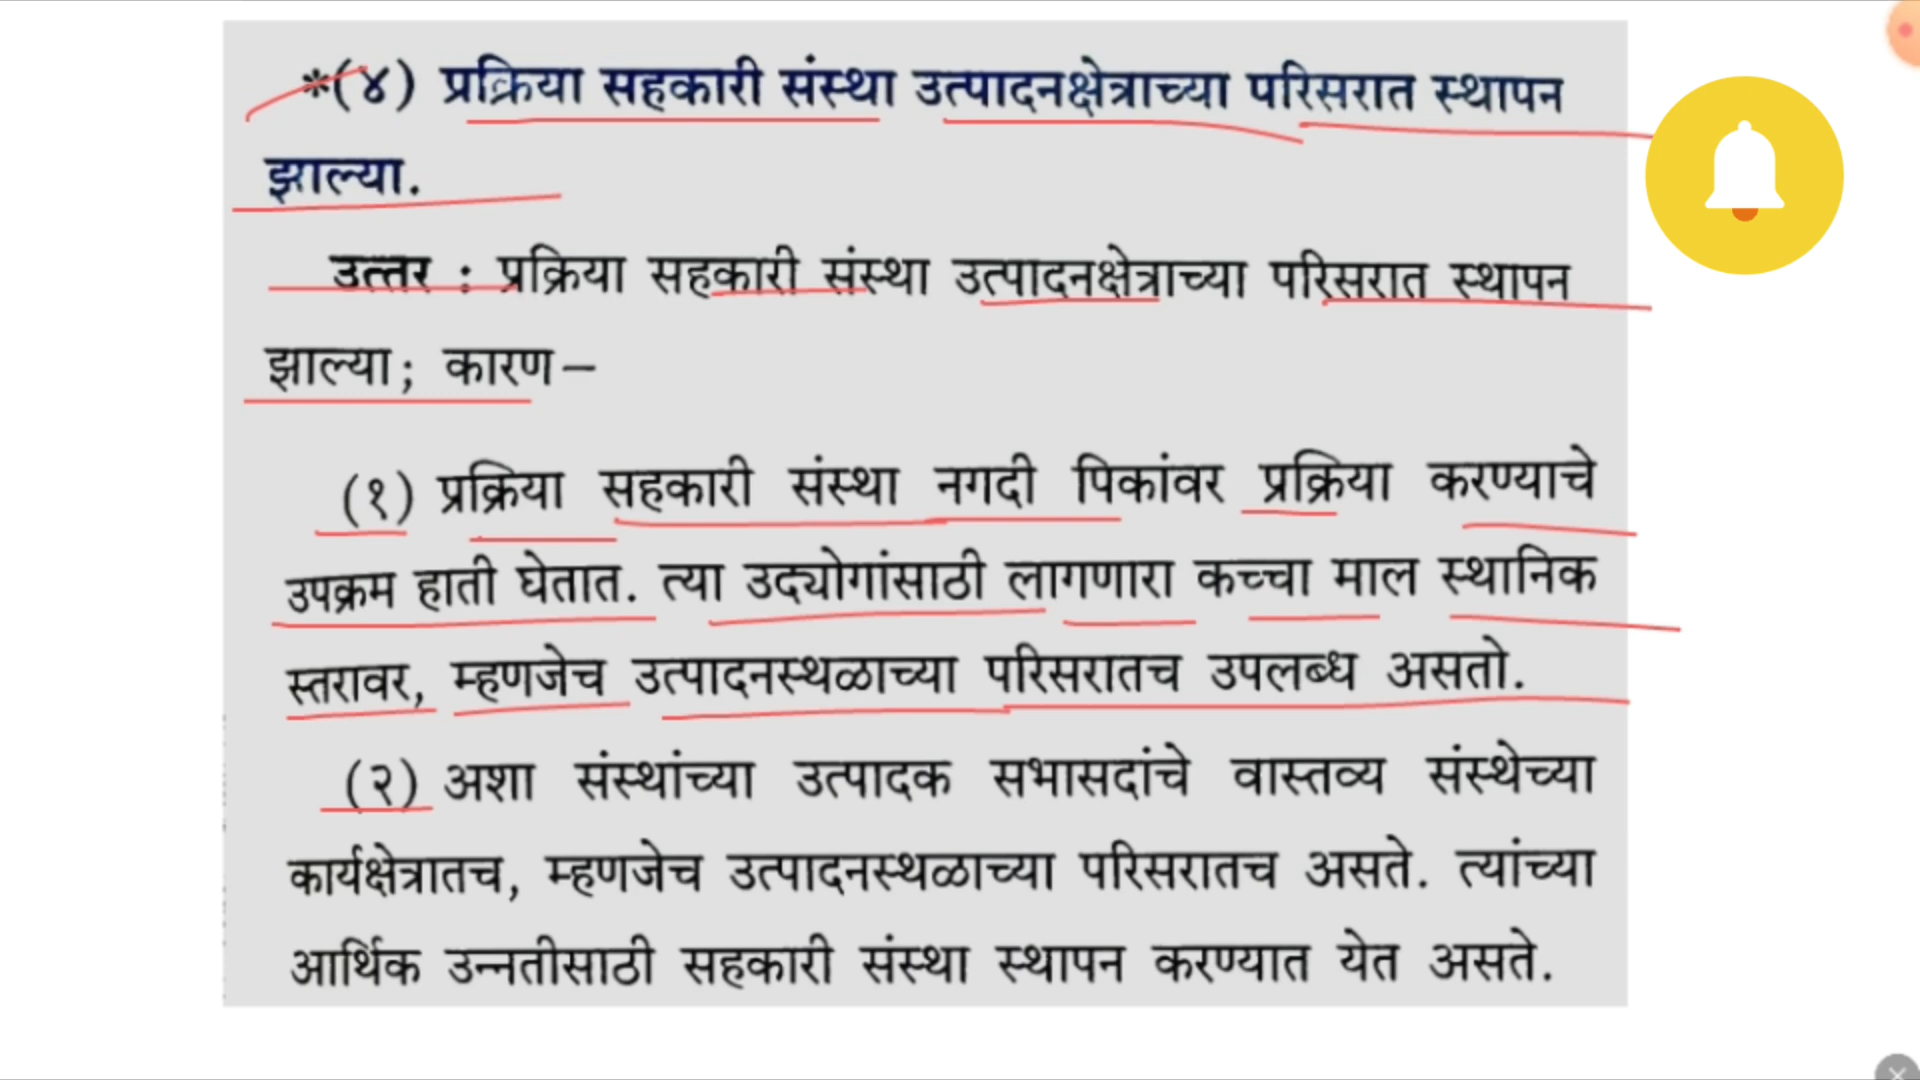 *(४) प्रक्रिया सहकारी संस्था उत्पादनक्षेत्राच्या परिसरात स्थापन
झाल्या.
उत्तर : प्रक्रिया सहकारी संस्था उत्पादनक्षेत्राच्या परिसरात स्थापन
झाल्या; कारण–
(१) प्रक्रिया सहकारी संस्था नगदी पिकांवर प्रक्रिया करण्याचे
उपक्रम हाती घेतात. त्या उद्योगांसाठी लागणारा कच्चा माल स्थानिक
स्तरावर, म्हणजेच उत्पादनस्थळाच्या परिसरातच उपलब्ध असतो.
(२) अशा संस्थांच्या उत्पादक सभासदांचे वास्तव्य संस्थेच्या
कार्यक्षेत्रातच, म्हणजेच उत्पादनस्थळाच्या परिसरातच असते. त्यांच्या
आर्थिक उन्नतीसाठी सहकारी संस्था स्थापन करण्यात येत असते.